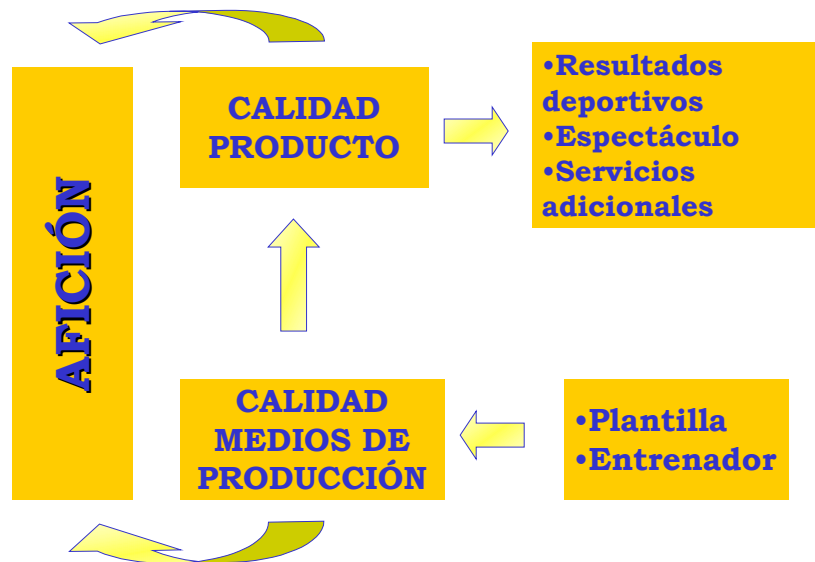 AFICIÓN
CALIDAD
PRODUCTO
•Resultados
deportivos
•Espectáculo
•Servicios
adicionales
CALIDAD
MEDIOS DE
PRODUCCIÓN
•Plantilla
•Entrenador